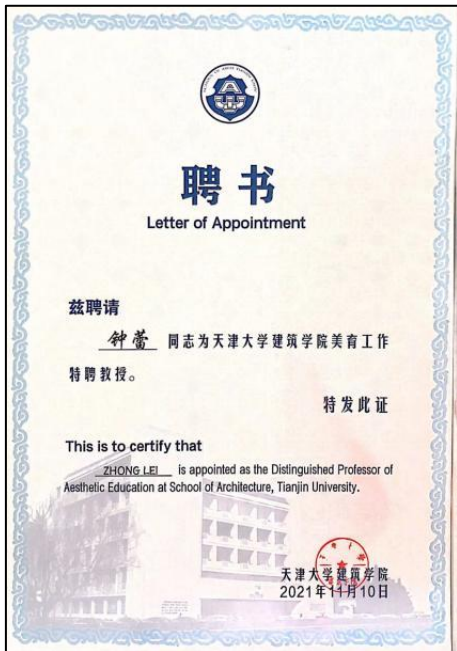 聘书
Letter of Appointment
兹聘请
钟蕾 同志为天津大学建筑学院美育工作
特聘教授。
特发此证
This is to certify that
ZHONG LEI is appointed as the Distinguished Professor of
Aesthetic Education at School of Architecture, Tianjin University.
天津大学建筑学院
2021年11月10日